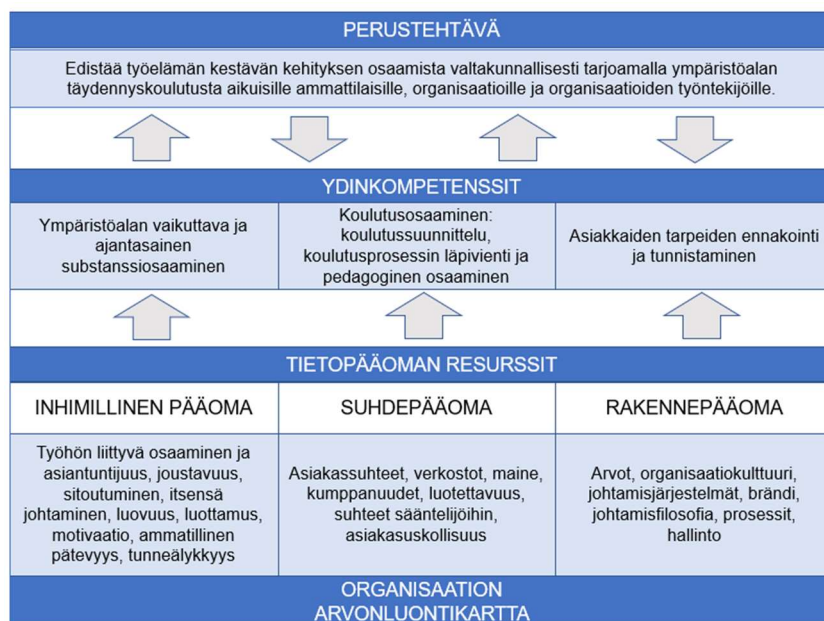 PERUSTEHTÄVÄ
Edistää työelämän kestävän kehityksen osaamista valtakunnallisesti tarjoamalla ympäristöalan
täydennyskoulutusta aikuisille ammattilaisille, organisaatioille ja organisaatioiden työntekijöille.
YDINKOMPETENSSIT
Ympäristöalan vaikuttava ja
ajantasainen
substanssiosaaminen
Koulutusosaaminen:
koulutussuunnittelu,
koulutusprosessin läpivienti ja
pedagoginen osaaminen
Asiakkaiden tarpeiden ennakointi
ja tunnistaminen
TIETOPÄÄOMAN RESURSSIT
INHIMILLINEN PÄÄOMA
Työhön liittyvä osaaminen ja
asiantuntijuus, joustavuus,
sitoutuminen, itsensä
johtaminen, luovuus, luottamus,
motivaatio, ammatillinen
pätevyys, tunneälykkyys
SUHDEPÄÄOMA
Asiakassuhteet, verkostot, maine,
kumppanuudet, luotettavuus,
suhteet sääntelijöihin,
asiakasuskollisuus
RAKENNEPÄÄOMA
Arvot, organisaatiokulttuuri,
johtamisjärjestelmät, brändi,
johtamisfilosofia, prosessit,
hallinto
ORGANISAATION
ARVONLUONTIKARTTA